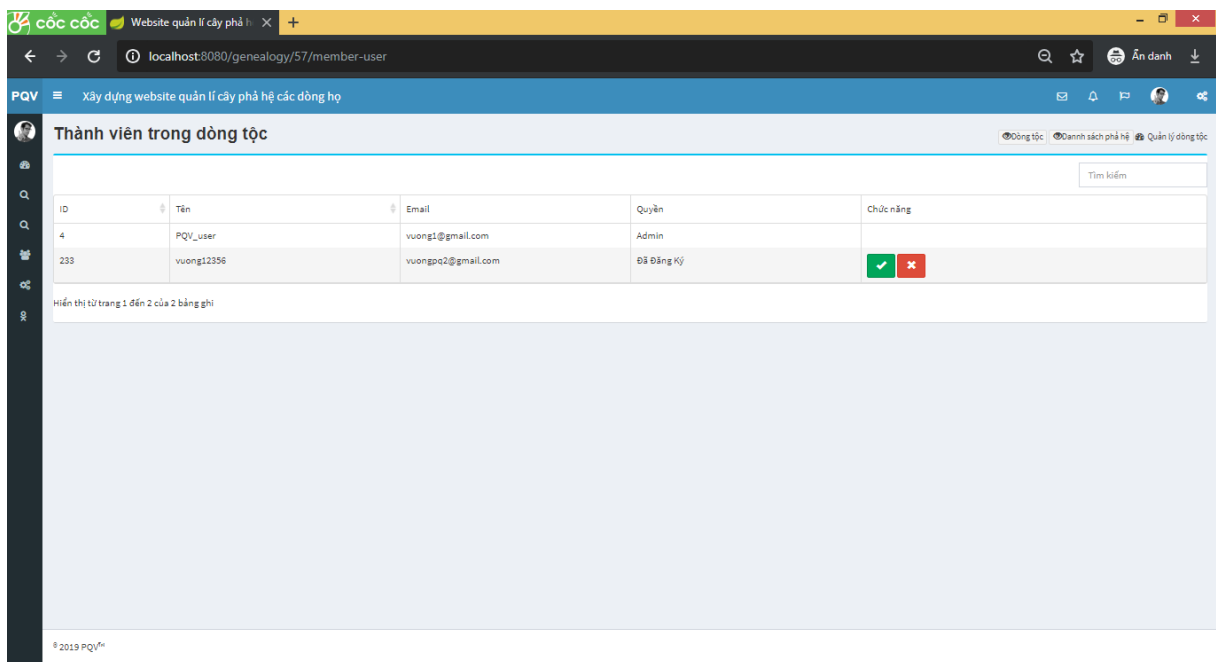 cốc cốc Website quản lí cây phả h
localhost:8080/genealogy/57/member-user Ẩn danh
PQV Xây dựng website quản lí cây phả hệ các dòng họ
Thành viên trong dòng tộc Dòng tộc Dannh sách phả hệ Quản lý dòng tộc
Tìm kiếm
ID Tên Email Quyền Chức năng
4 PQV_user vuong1@gmail.com Admin
233 vuong12356 vuongpq2@gmail.com Đã Đăng Ký
Hiển thị từ trang 1 đến 2 của 2 bảng ghi
© 2019 PQV™